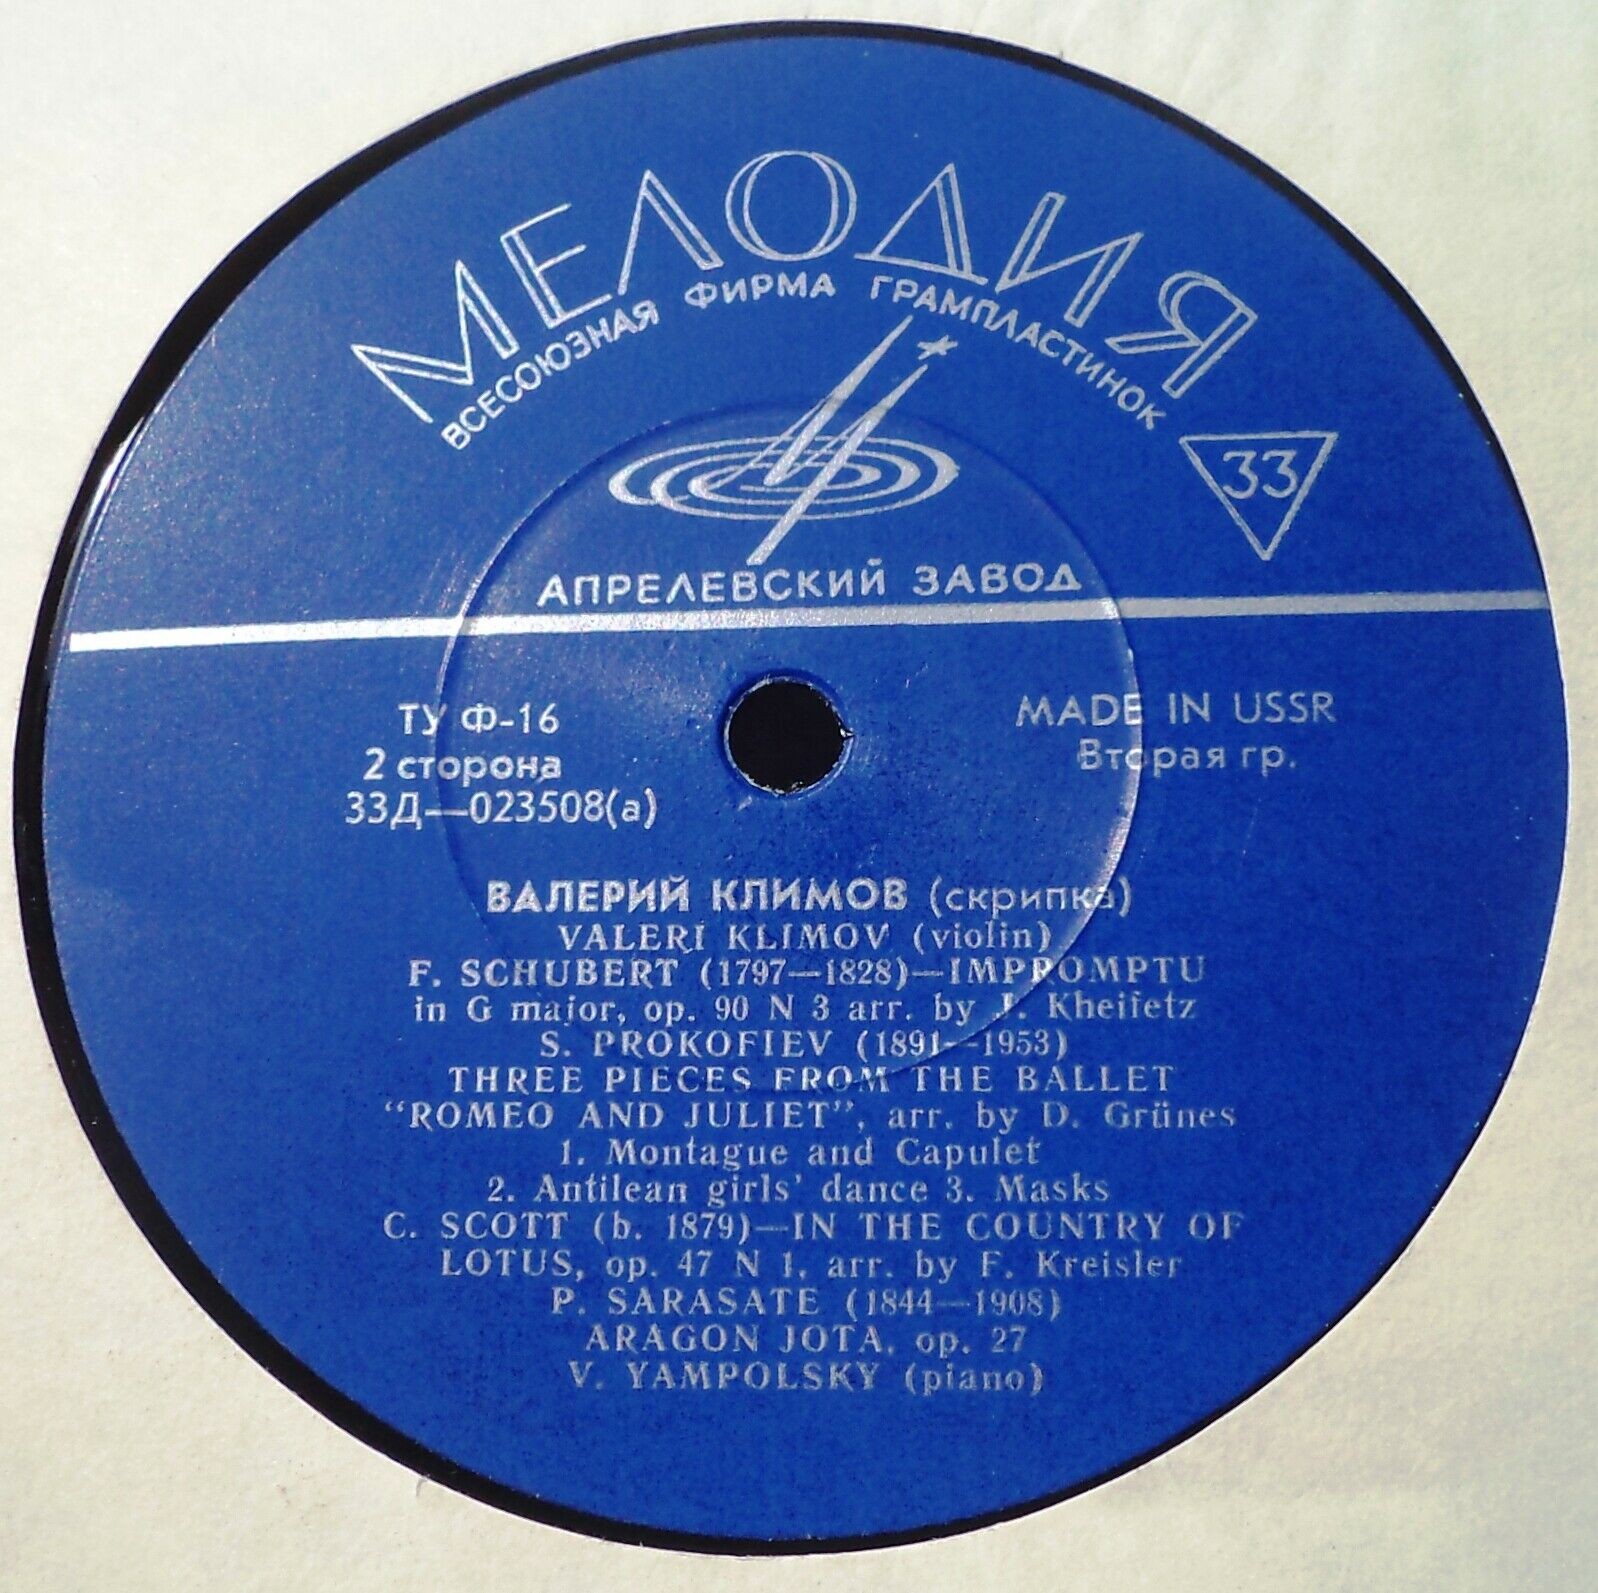 МЕЛОДИЯ
ВСЕСОЮЗНАЯ ФИРМА ГРАМПЛАСТИНОК
33
АПРЕЛЕВСКИЙ ЗАВОД
ТУ Ф-16
2 сторона
33Д—023508(а)
MADE IN USSR
Вторая гр.
ВАЛЕРИЙ КЛИМОВ (скрипка)
VALERI KLIMOV (violin)
F. SCHUBERT (1797—1828)—IMPROMPTU
in G major, op. 90 N 3 arr. by J. Kheifetz
S. PROKOFIEV (1891—1953)
THREE PIECES FROM THE BALLET
“ROMEO AND JULIET”, arr. by D. Grünes
1. Montague and Capulet
2. Antilean girls’ dance 3. Masks
C. SCOTT (b. 1879)—IN THE COUNTRY OF
LOTUS, op. 47 N 1, arr. by F. Kreisler
P. SARASATE (1844—1908)
ARAGON JOTA, op. 27
V. YAMPOLSKY (piano)